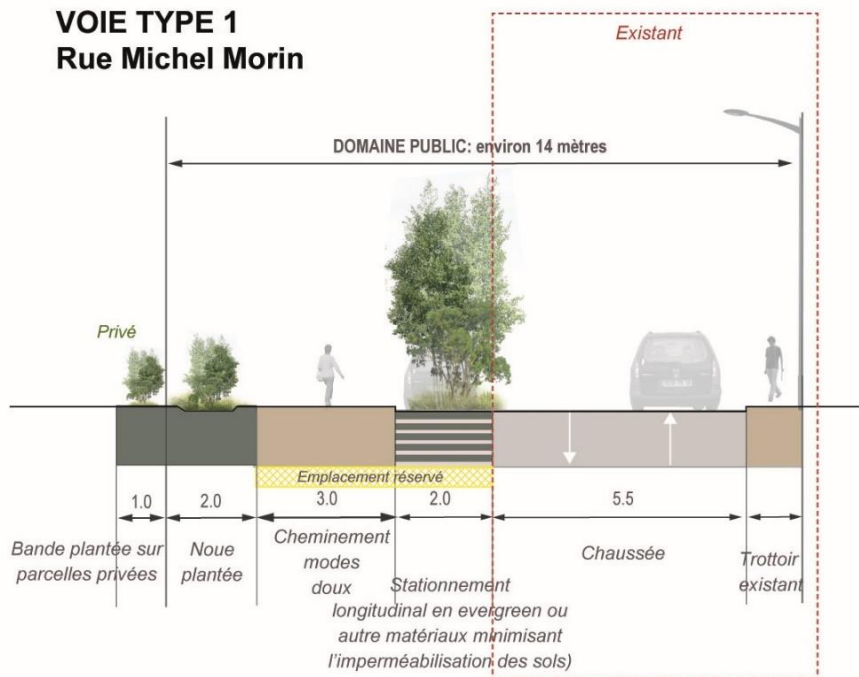 VOIE TYPE 1
Rue Michel Morin
Existant
DOMAINE PUBLIC: environ 14 mètres
Privé
Emplacement réservé
1.0
2.0
3.0
2.0
5.5
Bande plantée sur
parcelles privées
Noue
plantée
Cheminement
modes
doux
Stationnement
longitudinal en evergreen ou
autre matériaux minimisant
l'imperméabilisation des sols)
Chaussée
Trottoir
existant